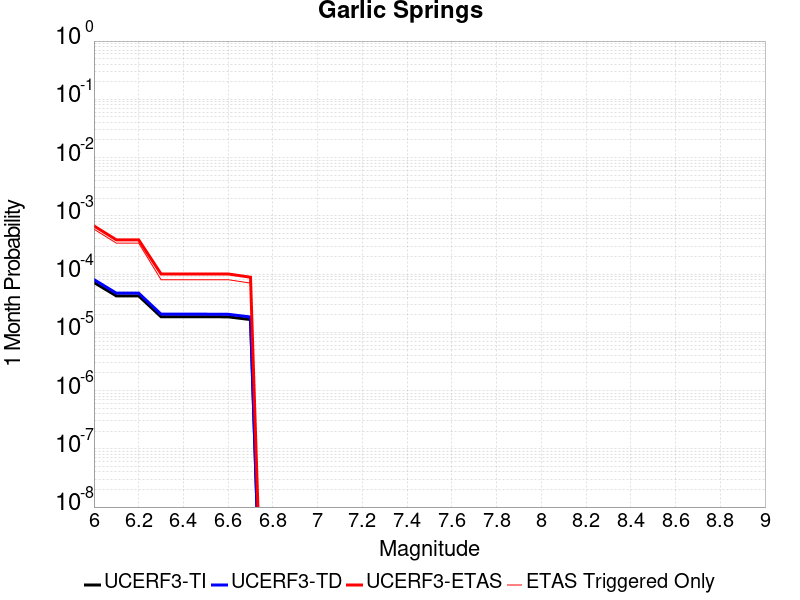 Garlic Springs
10^0
10^-1
10^-2
10^-3
10^-4
10^-5
10^-6
10^-7
10^-8
1 Month Probability
6 6.2 6.4 6.6 6.8 7 7.2 7.4 7.6 7.8 8 8.2 8.4 8.6 8.8 9
Magnitude
UCERF3-TI UCERF3-TD UCERF3-ETAS ETAS Triggered Only